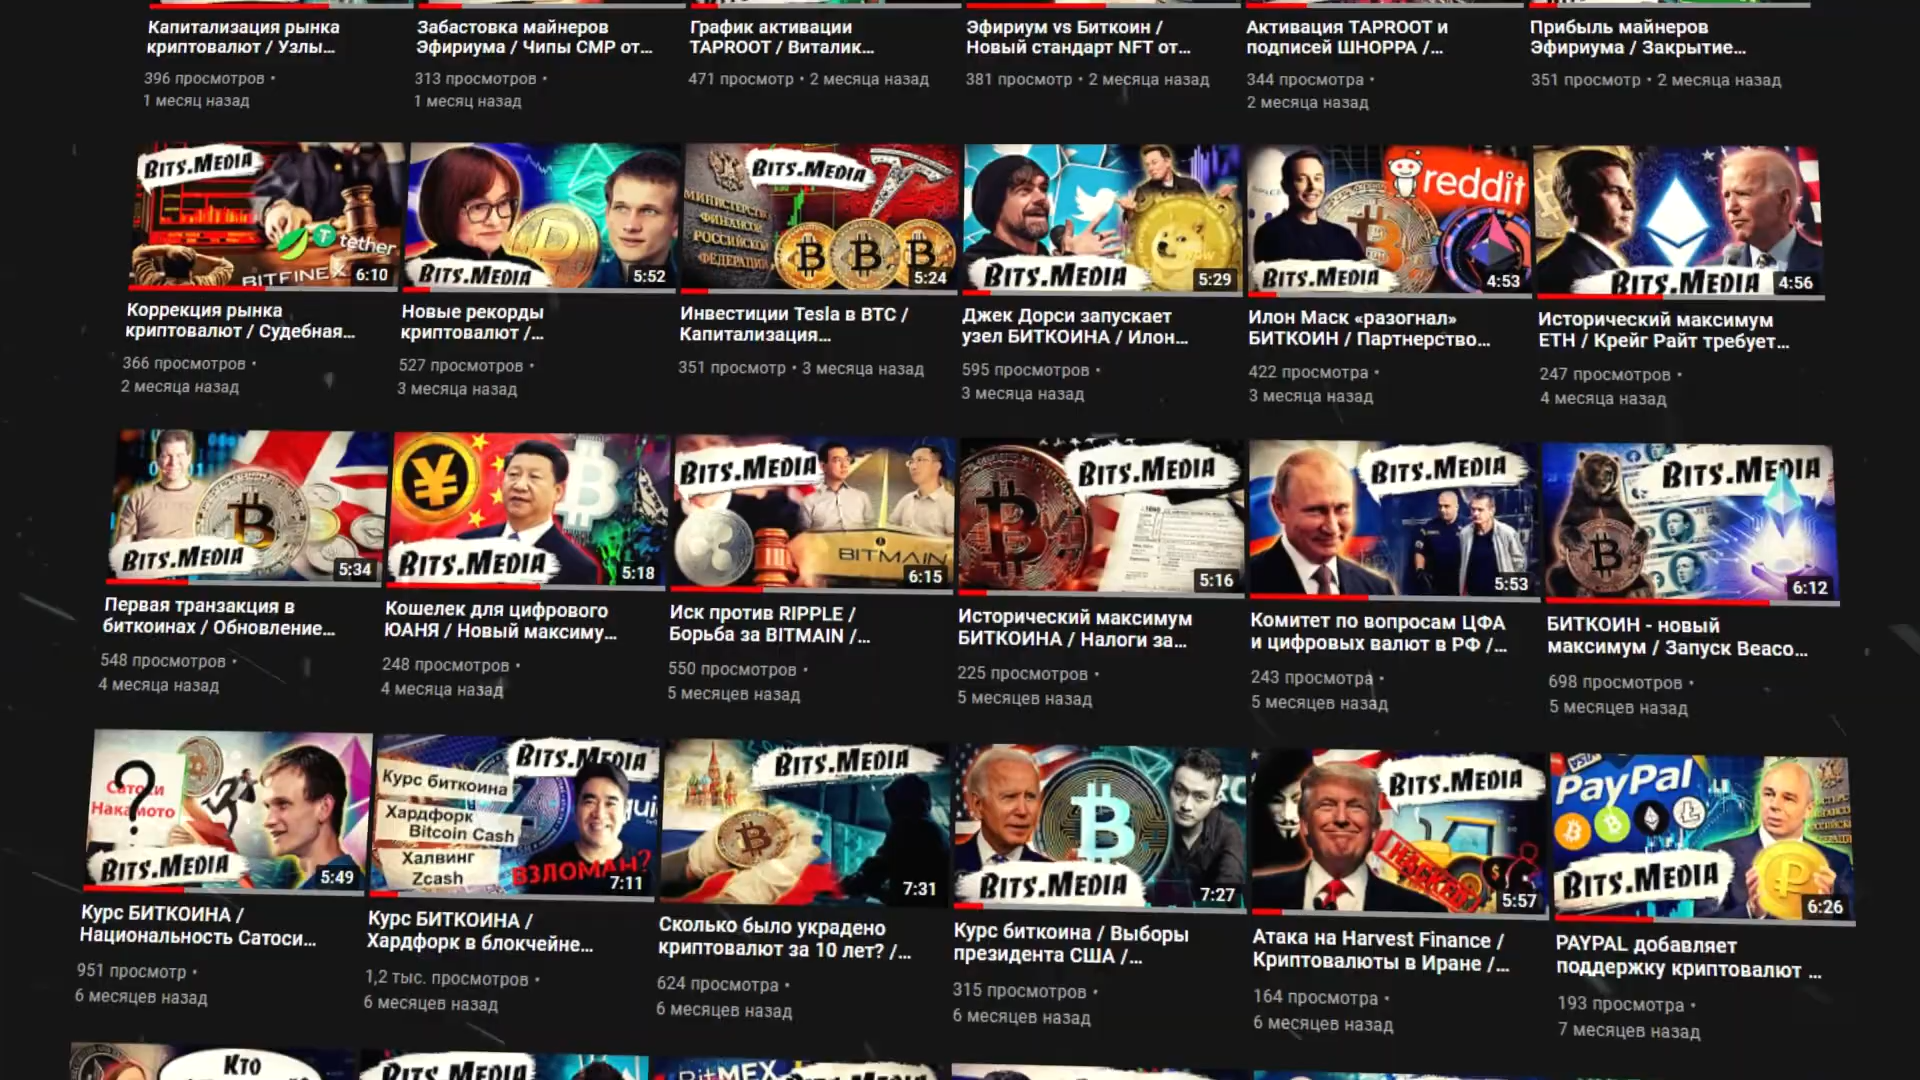 Капитализация рынка
криптовалют / Узлы...
396 просмотров •
1 месяц назад
Забастовка майнеров
Эфириума / Чипы CMP от...
313 просмотров •
1 месяц назад
График активации
TAPROOT / Виталик...
471 просмотр • 2 месяца назад
Эфириум vs Биткоин /
Новый стандарт NFT от...
381 просмотр • 2 месяца назад
Активация TAPROOT и
подписей ШНОРРА /...
344 просмотра •
2 месяца назад
Прибыль майнеров
Эфириума / Закрытие...
351 просмотр • 2 месяца назад
BITS.MEDIA
tether
BITFINEX
6:10
Коррекция рынка
криптовалют / Судебная...
366 просмотров •
2 месяца назад
BITS.MEDIA
5:52
Новые рекорды
криптовалют /...
527 просмотров •
3 месяца назад
BITS.MEDIA
МИНИСТЕРСТВО
ФИНАНСОВ
РОССИЙСКОЙ
ФЕДЕРАЦИИ
5:24
Инвестиции Tesla в BTC /
Капитализация...
351 просмотр • 3 месяца назад
BITS.MEDIA
5:29
Джек Дорси запускает
узел БИТКОИНА / Илон...
595 просмотров •
3 месяца назад
reddit
BITS.MEDIA
4:53
Илон Маск «разогнал»
БИТКОИН / Партнерство...
422 просмотра •
3 месяца назад
BITS.MEDIA
4:56
Исторический максимум
ETH / Крейг Райт требует...
247 просмотров •
4 месяца назад
BITS.MEDIA
5:34
Первая транзакция в
биткоинах / Обновление...
548 просмотров •
4 месяца назад
BITS.MEDIA
5:18
Кошелек для цифрового
ЮАНЯ / Новый максиму...
248 просмотров •
4 месяца назад
BITS.MEDIA
BITMAIN
6:15
Иск против RIPPLE /
Борьба за BITMAIN /...
550 просмотров •
5 месяцев назад
BITS.MEDIA
5:16
Исторический максимум
БИТКОИНА / Налоги за...
225 просмотров •
5 месяцев назад
BITS.MEDIA
5:53
Комитет по вопросам ЦФА
и цифровых валют в РФ /...
243 просмотра •
5 месяцев назад
BITS.MEDIA
6:12
БИТКОИН - новый
максимум / Запуск Beaco...
698 просмотров •
5 месяцев назад
?
Сатоши
Накамото
BITS.MEDIA
5:49
Курс БИТКОИНА /
Национальность Сатоси...
951 просмотр •
6 месяцев назад
BITS.MEDIA
Курс биткоина
Хардфорк
Bitcoin Cash
Халвинг
Zcash
ВЗЛОМАН?
7:11
Курс БИТКОИНА /
Хардфорк в блокчейне...
1,2 тыс. просмотров •
6 месяцев назад
BITS.MEDIA
7:31
Сколько было украдено
криптовалют за 10 лет? /...
624 просмотра •
6 месяцев назад
BITS.MEDIA
7:27
Курс биткоина / Выборы
президента США /...
315 просмотров •
6 месяцев назад
BITS.MEDIA
HACKED
5:57
Атака на Harvest Finance /
Криптовалюты в Иране /...
164 просмотра •
6 месяцев назад
VISA
PayPal
BITS.MEDIA
6:26
PAYPAL добавляет
поддержку криптовалют ...
193 просмотра •
7 месяцев назад
КТО
BITS.MEDIA
BitMEX